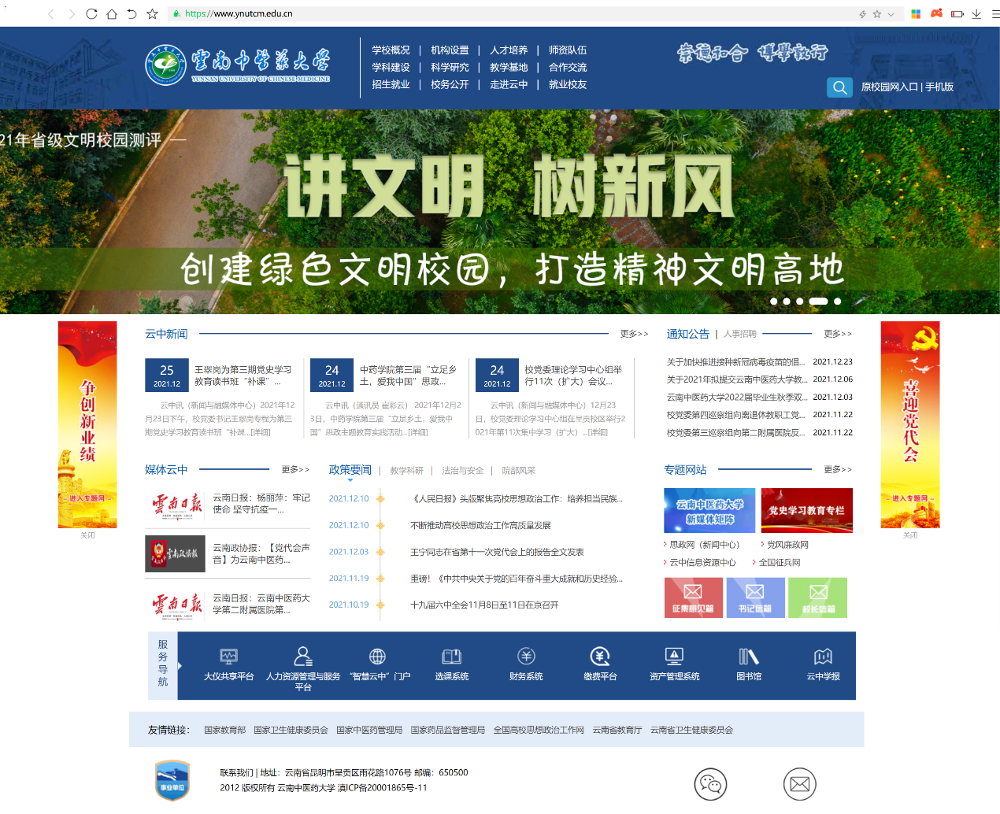 https://www.ynutcm.edu.cn
雲南中醫藥大學
YUNNAN UNIVERSITY OF CHINESE MEDICINE
学校概况 | 机构设置 | 人才培养 | 师资队伍
学科建设 | 科学研究 | 教学基地 | 合作交流
招生就业 | 校务公开 | 走进云中 | 就业校友
崇德和合 博學敦行
原校园网入口 | 手机版
21年省级文明校园测评 —
讲文明 树新风
创建绿色文明校园，打造精神文明高地
争创新业绩
- 进入专题网 -
关闭
云中新闻
更多>>
25
2021.12
王翠岗为第三期党史学习
教育读书班“补课”...
云中讯（新闻与融媒体中心）2021年12
月23日下午，校党委书记王翠岗专程为第三
期党史学习教育读书班“补课...[详细]
24
2021.12
中药学院第三届“立足乡
土，爱我中国”思政...
云中讯（通讯员 崔彩云） 2021年12月2
3日，中药学院第三届“立足乡土，爱我中
国”思政主题教育实践活动...[详细]
24
2021.12
校党委理论学习中心组举
行11次（扩大）会议...
云中讯（新闻与融媒体中心）12月23
日，校党委理论学习中心组在呈贡校区举行2
021年第11次集中学习（扩大）...[详细]
通知公告 | 人事招聘
更多>>
关于加快推进接种新冠病毒疫苗的倡... 2021.12.23
关于2021年拟提交云南中医药大学教... 2021.12.06
云南中医药大学2022届毕业生秋季双... 2021.12.03
校党委第四巡察组向离退休教职工党... 2021.11.22
校党委第三巡察组向第二附属医院反... 2021.11.22
喜迎党代会
- 进入专题网 -
关闭
媒体云中
更多>>
雲南日報
云南日报：杨丽萍：牢记
使命 坚守抗疫一...
雲南政協报
云南政协报：【党代会声
音】为云南中医药...
雲南日報
云南日报：云南中医药大
学第二附属医院第...
政策要闻 | 教学科研 | 法治与安全 | 院部风采
2021.12.10 《人民日报》头版聚焦高校思想政治工作：培养担当民族...
2021.12.10 不断推动高校思想政治工作高质量发展
2021.12.03 王宁同志在省第十一次党代会上的报告全文发表
2021.11.19 重磅！《中共中央关于党的百年奋斗重大成就和历史经验...
2021.10.19 十九届六中全会11月8日至11日在京召开
专题网站
更多>>
云南中医药大学
新媒体矩阵
党史学习教育专栏
思政网（新闻中心）
党风廉政网
云中信息资源中心
全国征兵网
征集意见箱
书记信箱
校长信箱
服务导航
大仪共享平台
人力资源管理与服务
平台
“智慧云中”门户
选课系统
财务系统
缴费平台
资产管理系统
图书馆
云中学报
友情链接： 国家教育部 国家卫生健康委员会 国家中医药管理局 国家药品监督管理局 全国高校思想政治工作网 云南省教育厅 云南省卫生健康委员会
事业单位
联系我们 | 地址：云南省昆明市呈贡区雨花路1076号 邮编：650500
2012 版权所有 云南中医药大学 滇ICP备20001865号-11